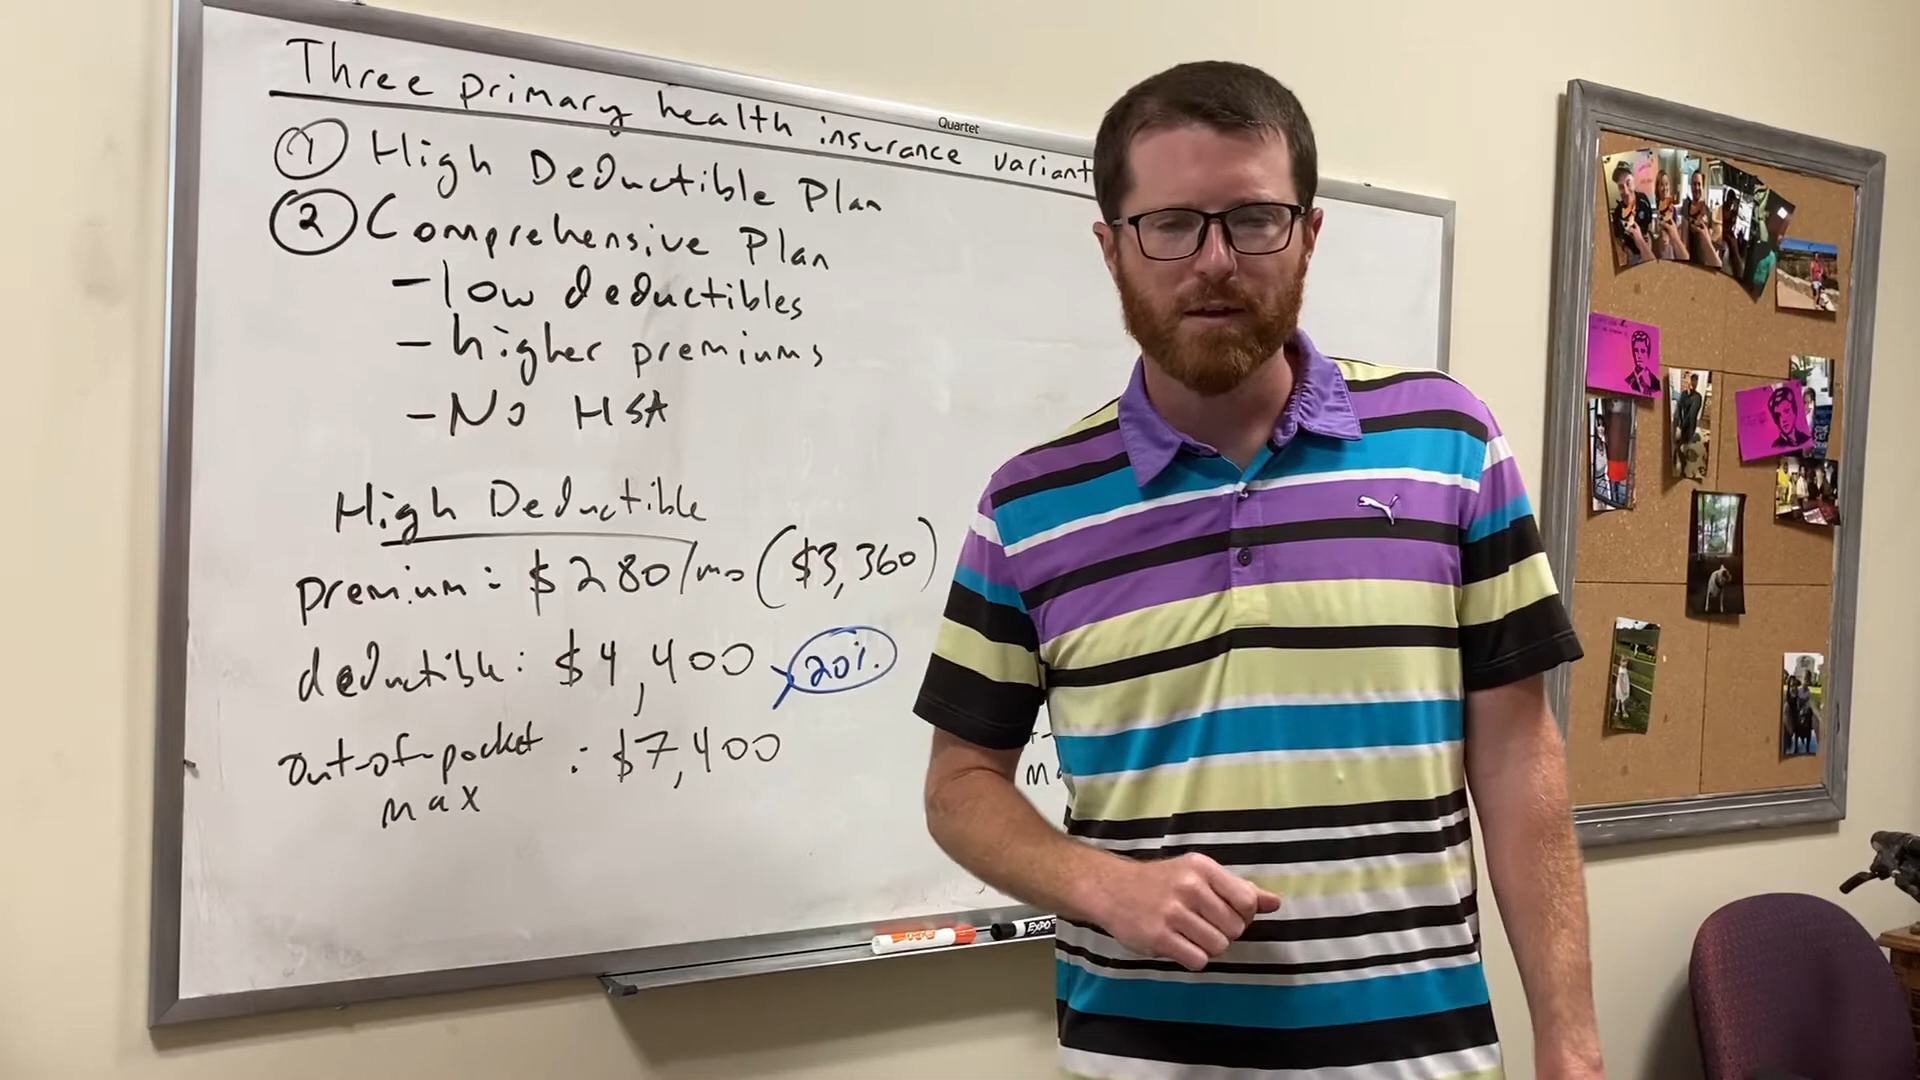 Three primary health insurance variant
Quartet
① High Deductible Plan
② Comprehensive Plan
- low deductibles
- higher premiums
- No HSA
High Deductible
premium: $280/mo ($3,360)
deductible: $4,400 20%
out-of-pocket : $7,400
max
EXPO